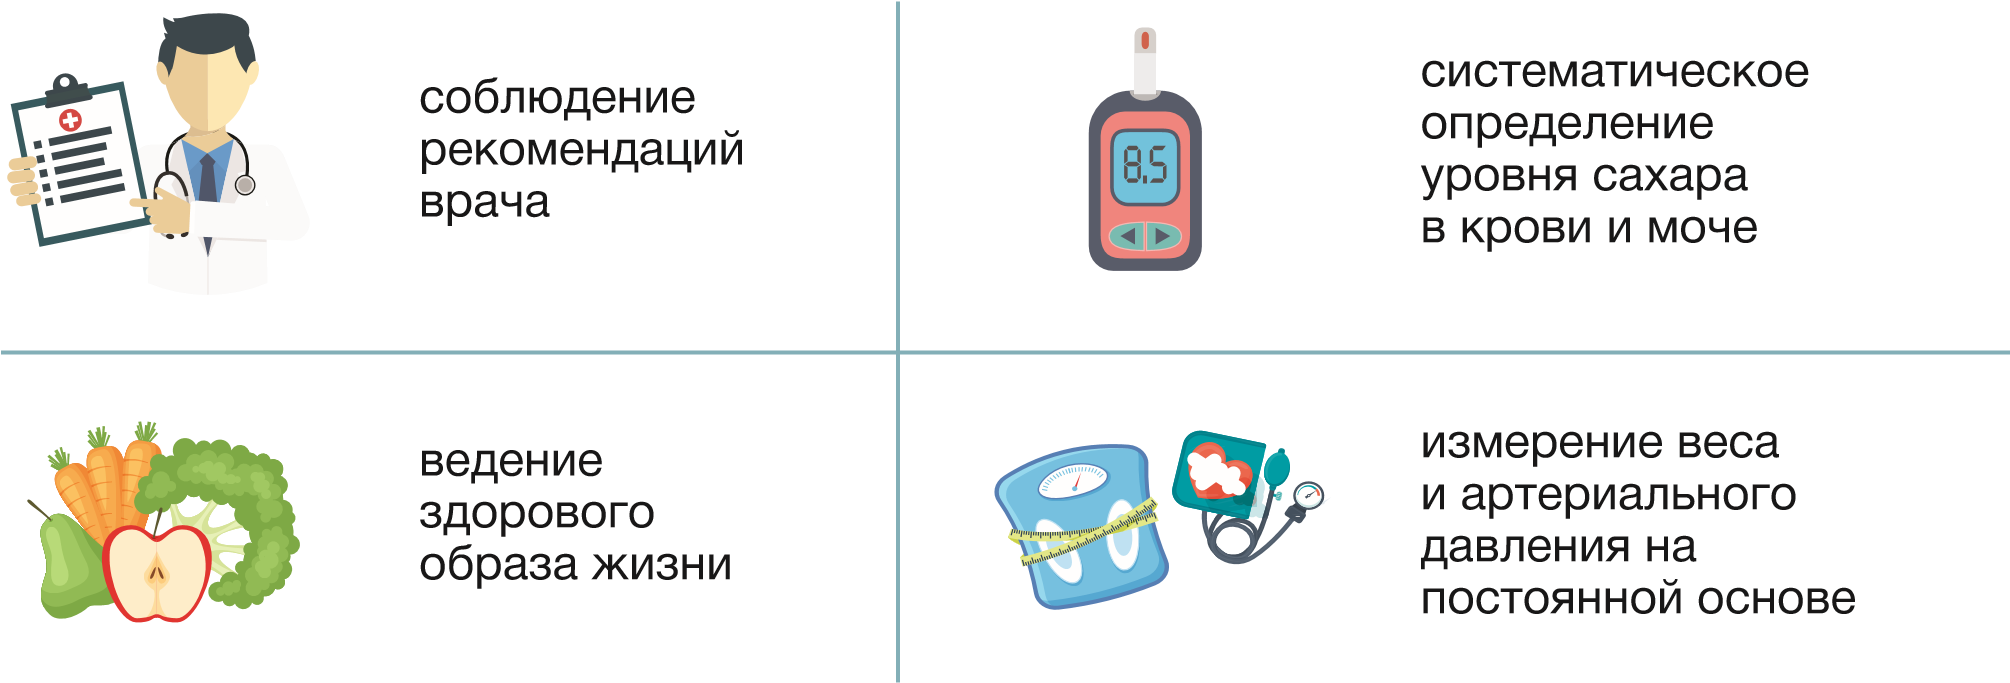 соблюдение
рекомендаций
врача
8.5
систематическое
определение
уровня сахара
в крови и моче
ведение
здорового
образа жизни
измерение веса
и артериального
давления на
постоянной основе